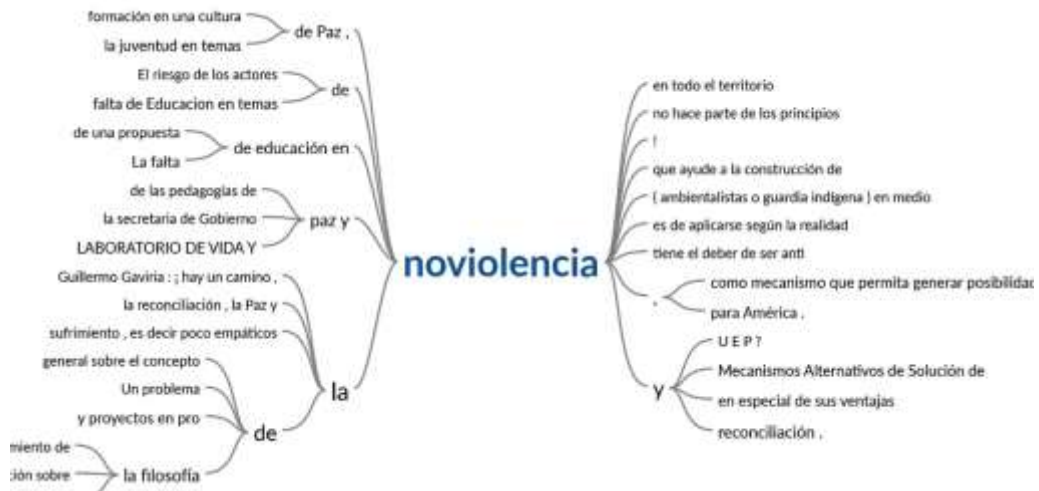 formación en una cultura
la juventud en temas
de Paz ,
El riesgo de los actores
falta de Educacion en temas
de
de una propuesta
La falta
de educación en
de las pedagogías de
la secretaria de Gobierno
LABORATORIO DE VIDA Y
paz y
Guillermo Gaviria : ¡ hay un camino ,
la reconciliación , la Paz y
sufrimiento , es decir poco empáticos
general sobre el concepto
Un problema
y proyectos en pro
miento de
ión sobre
la filosofía
de
la
noviolencia
en todo el territorio
no hace parte de los principios
!
que ayude a la construcción de
( ambientalistas o guardia indígena ) en medio
es de aplicarse según la realidad
tiene el deber de ser anti
,
como mecanismo que permita generar posibilidad
para América .
y
U E P ?
Mecanismos Alternativos de Solución de
en especial de sus ventajas
reconciliación .